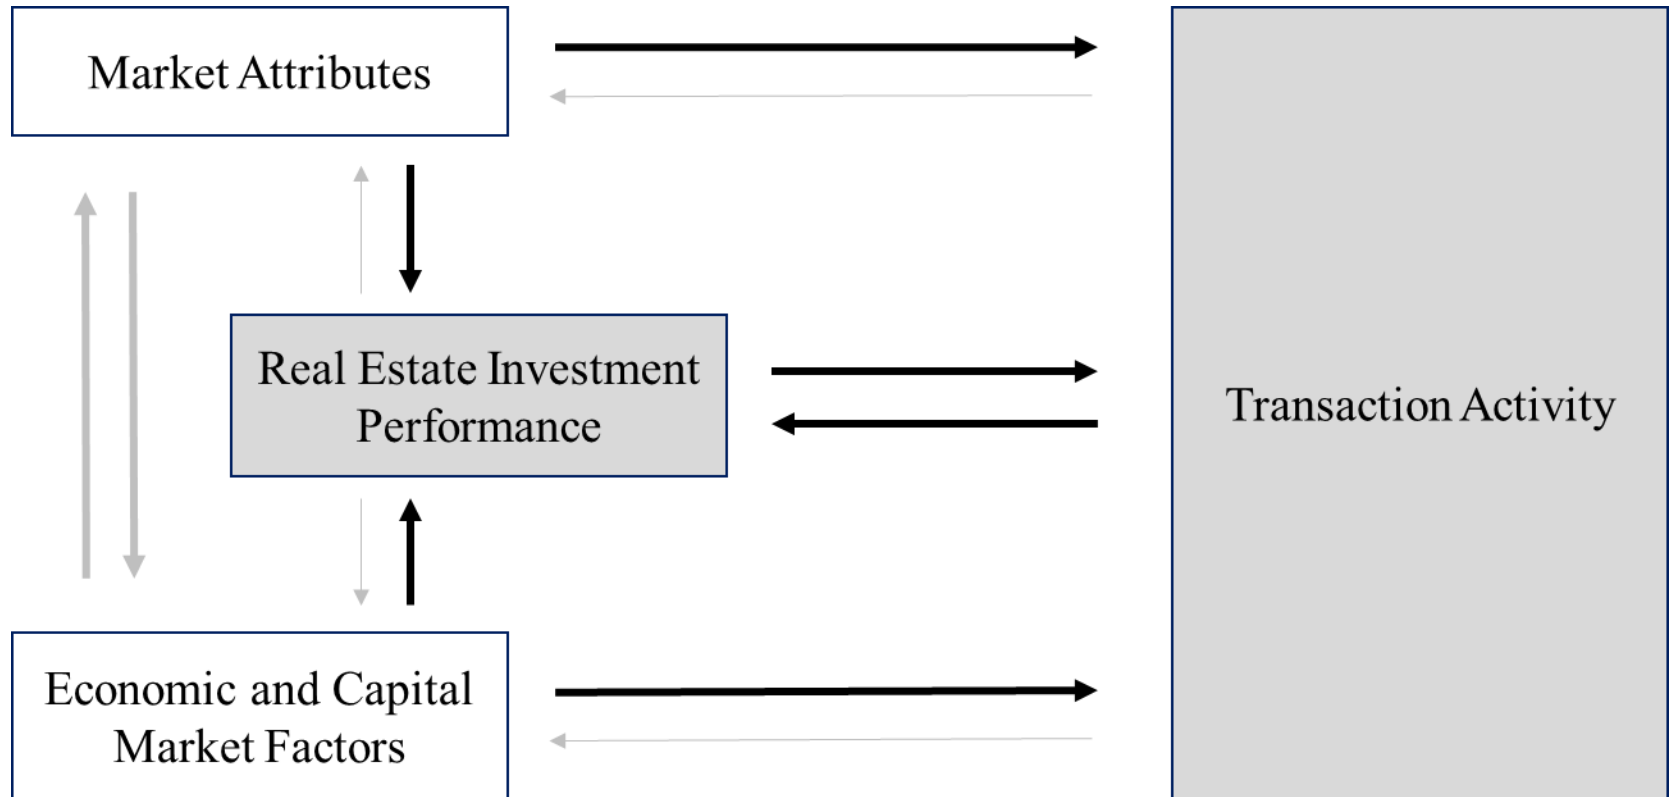 Market Attributes
Real Estate Investment
Performance
Transaction Activity
Economic and Capital
Market Factors